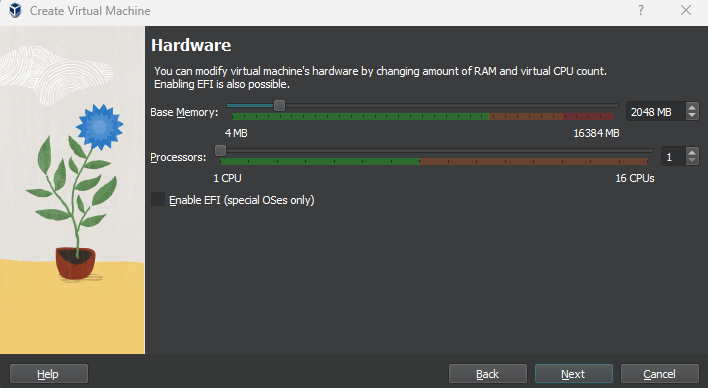 Create Virtual Machine
?
Hardware
You can modify virtual machine's hardware by changing amount of RAM and virtual CPU count.
Enabling EFI is also possible.
Base Memory:
2048 MB
4 MB
16384 MB
Processors:
1
1 CPU
16 CPUs
Enable EFI (special OSes only)
Help
Back
Next
Cancel